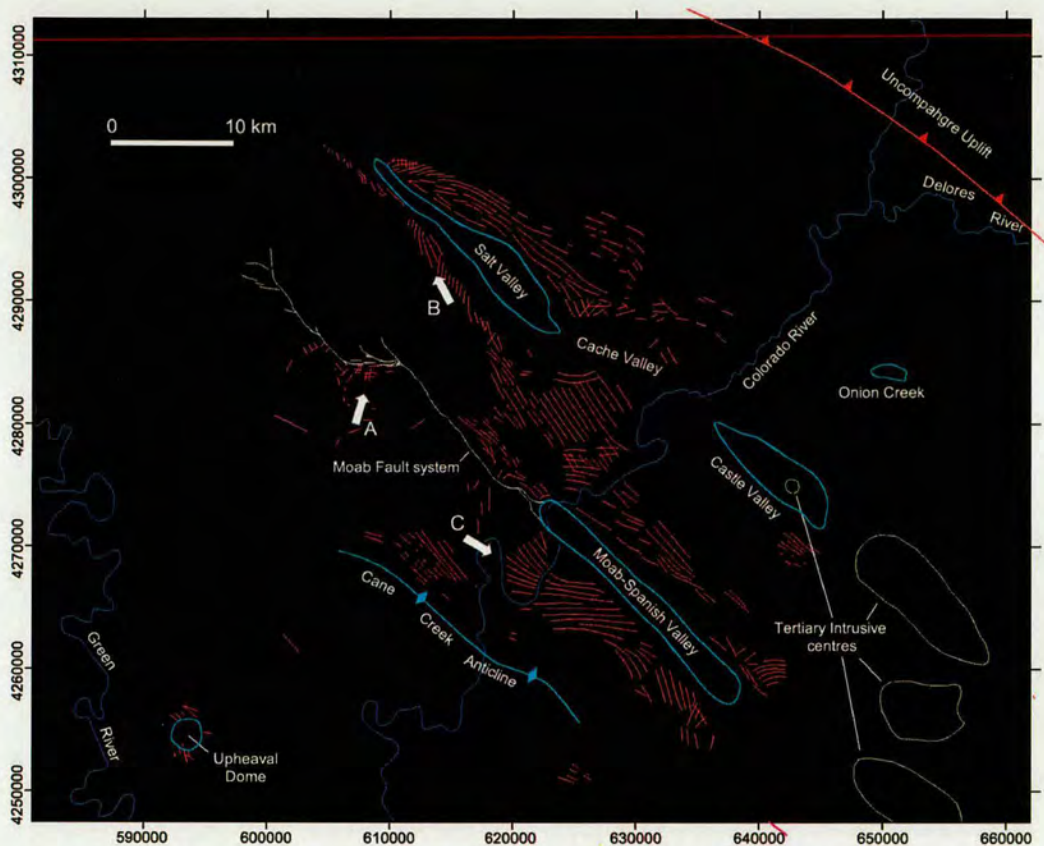 4310000
4300000
4290000
4280000
4270000
4260000
4250000
0 10 km
Uncompahgre Uplift
Delores
River
Salt Valley
B
Cache Valley
Colorado River
Onion Creek
A
Moab Fault system
Castle Valley
C
Moab-Spanish Valley
Cane
Creek
Anticline
Tertiary Intrusive
centres
Green
River
Upheaval
Dome
590000
600000
610000
620000
630000
640000
650000
660000